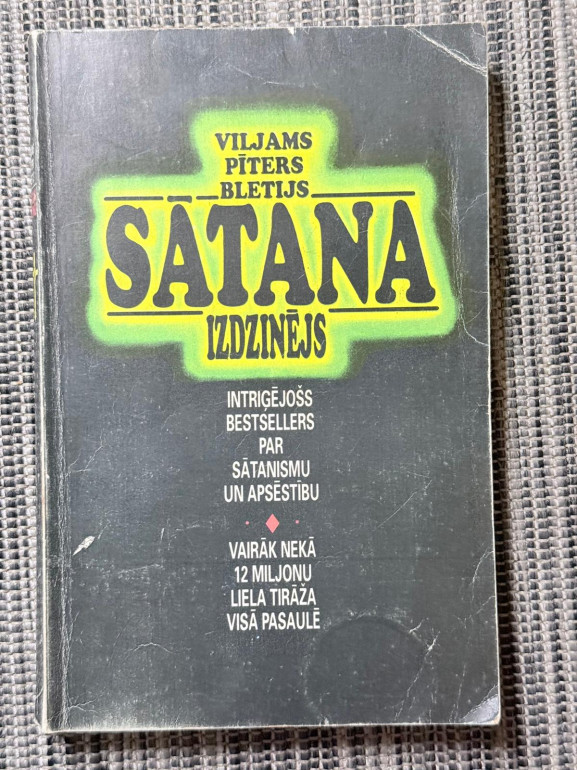 VILJAMS
PĪTERS
BLETIJS
SĀTANA
IZDZINĒJS
INTRIĢĒJOŠS
BESTSELLERS
PAR
SĀTANISMU
UN APSĒSTĪBU
VAIRĀK NEKĀ
12 MILJONU
LIELA TIRĀŽA
VISĀ PASAULĒ